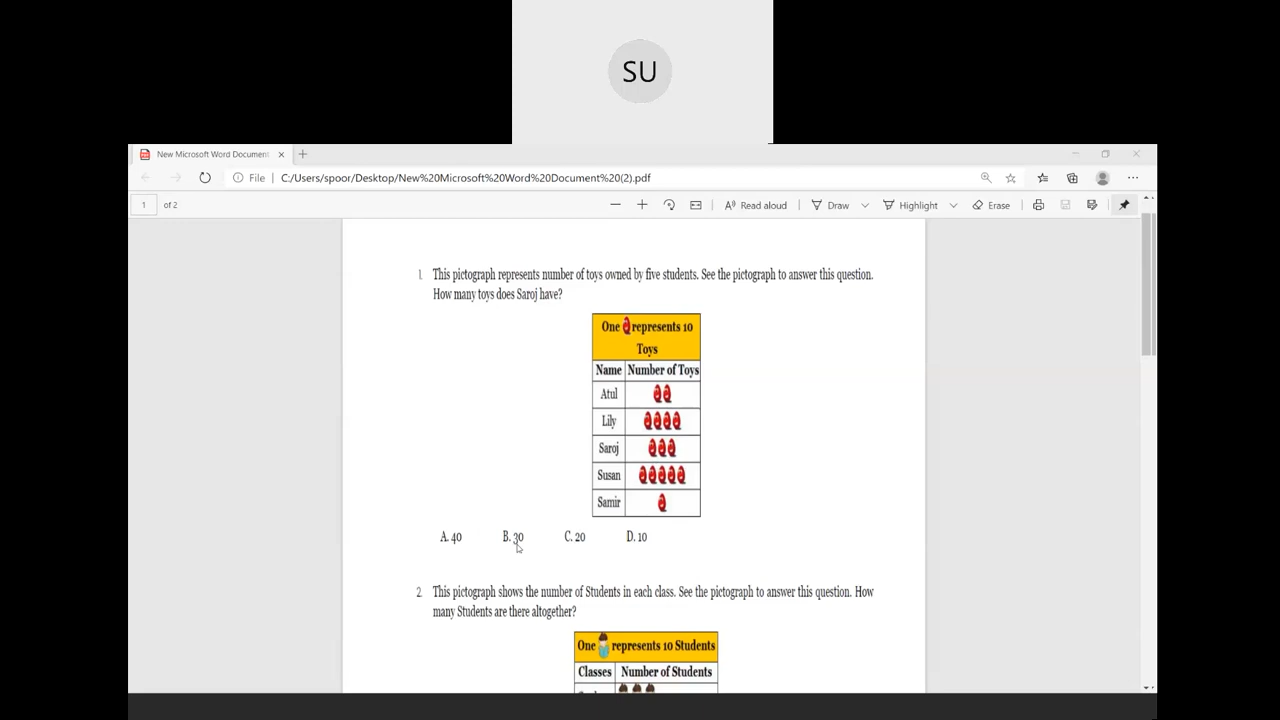 SU
New Microsoft Word Document
File C:/Users/spoor/Desktop/New%20Microsoft%20Word%20Document%20(2).pdf
1 of 2 Read aloud Draw Highlight Erase
1. This pictograph represents number of toys owned by five students. See the pictograph to answer this question.
How many toys does Saroj have?
One represents 10
Toys
Name Number of Toys
Atul
Lily
Saroj
Susan
Samir
A. 40 B. 30 C. 20 D. 10
2. This pictograph shows the number of Students in each class. See the pictograph to answer this question. How
many Students are there altogether?
One represents 10 Students
Classes Number of Students